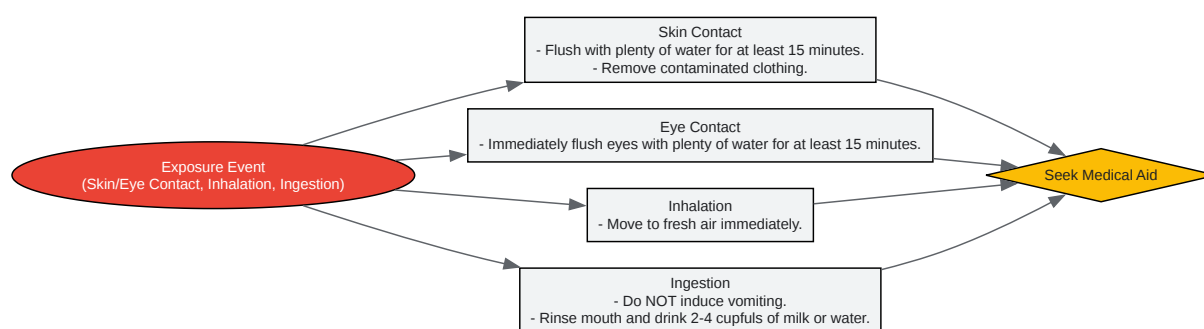 Skin Contact
- Flush with plenty of water for at least 15 minutes.
- Remove contaminated clothing.
Eye Contact
- Immediately flush eyes with plenty of water for at least 15 minutes.
Exposure Event
(Skin/Eye Contact, Inhalation, Ingestion)
Seek Medical Aid
Inhalation
- Move to fresh air immediately.
Ingestion
- Do NOT induce vomiting.
- Rinse mouth and drink 2-4 cupfuls of milk or water.